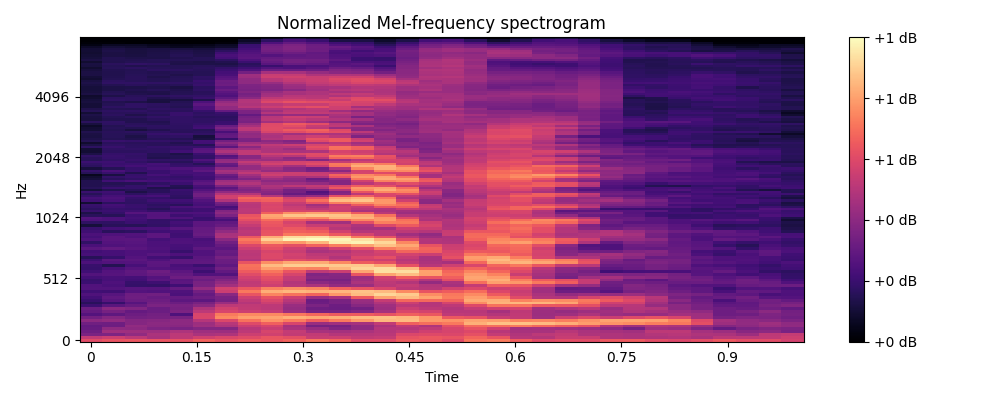 Normalized Mel-frequency spectrogram
Hz
4096
2048
1024
512
0
0 0.15 0.3 0.45 0.6 0.75 0.9
Time
+1 dB
+1 dB
+1 dB
+0 dB
+0 dB
+0 dB